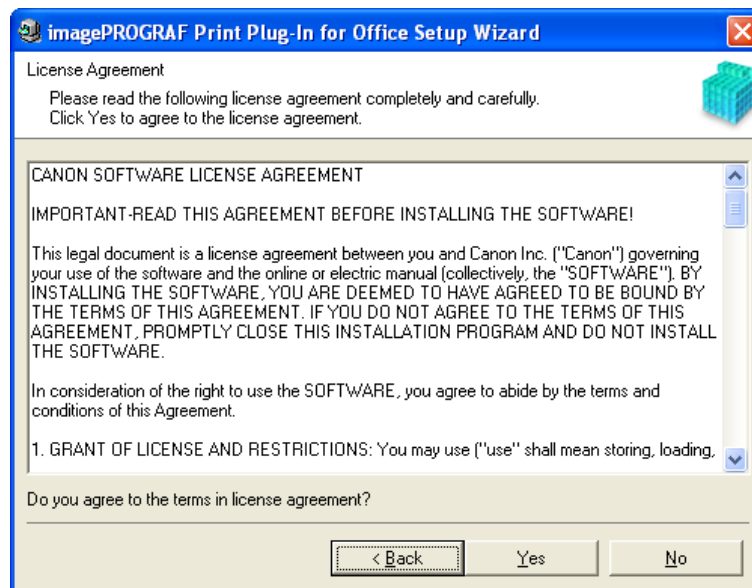 imagePROGRAF Print Plug-In for Office Setup Wizard
License Agreement
Please read the following license agreement completely and carefully.
Click Yes to agree to the license agreement.
CANON SOFTWARE LICENSE AGREEMENT
IMPORTANT-READ THIS AGREEMENT BEFORE INSTALLING THE SOFTWARE!
This legal document is a license agreement between you and Canon Inc. ("Canon") governing
your use of the software and the online or electric manual (collectively, the "SOFTWARE"). BY
INSTALLING THE SOFTWARE, YOU ARE DEEMED TO HAVE AGREED TO BE BOUND BY
THE TERMS OF THIS AGREEMENT. IF YOU DO NOT AGREE TO THE TERMS OF THIS
AGREEMENT, PROMPTLY CLOSE THIS INSTALLATION PROGRAM AND DO NOT INSTALL
THE SOFTWARE.
In consideration of the right to use the SOFTWARE, you agree to abide by the terms and
conditions of this Agreement.
1. GRANT OF LICENSE AND RESTRICTIONS: You may use ("use" shall mean storing, loading,
Do you agree to the terms in license agreement?
< Back Yes No